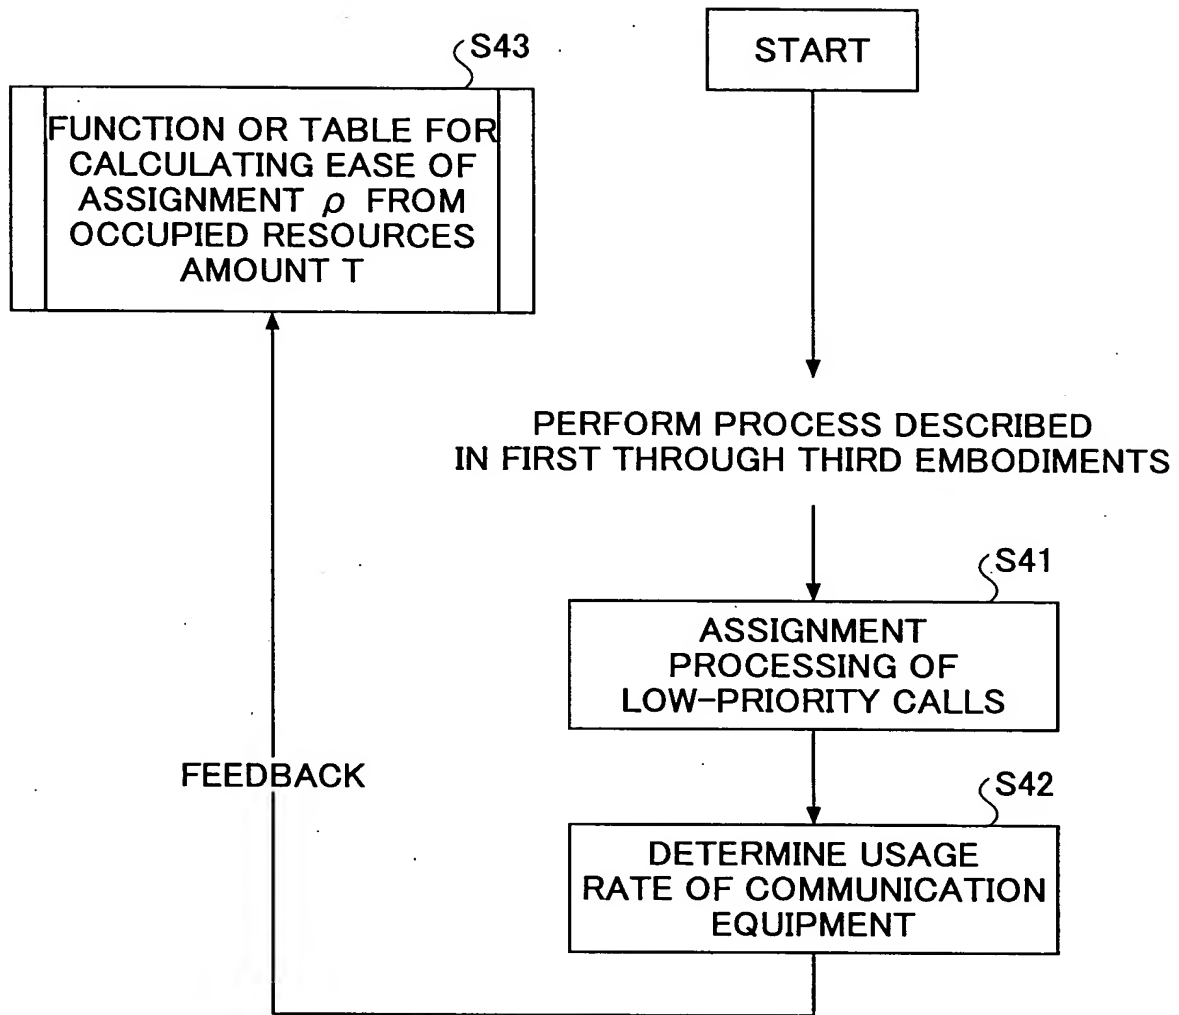 S43
START
FUNCTION OR TABLE FOR
CALCULATING EASE OF
ASSIGNMENT ρ FROM
OCCUPIED RESOURCES
AMOUNT T
PERFORM PROCESS DESCRIBED
IN FIRST THROUGH THIRD EMBODIMENTS
S41
ASSIGNMENT
PROCESSING OF
LOW-PRIORITY CALLS
FEEDBACK
S42
DETERMINE USAGE
RATE OF COMMUNICATION
EQUIPMENT